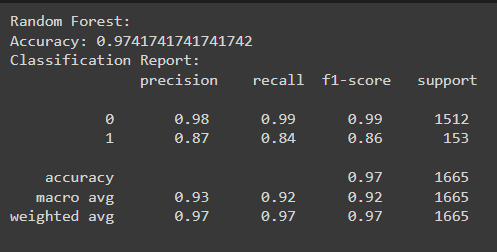 Random Forest:
Accuracy: 0.9741741741741742
Classification Report:
precision recall f1-score support
0 0.98 0.99 0.99 1512
1 0.87 0.84 0.86 153
accuracy 0.97 1665
macro avg 0.93 0.92 0.92 1665
weighted avg 0.97 0.97 0.97 1665